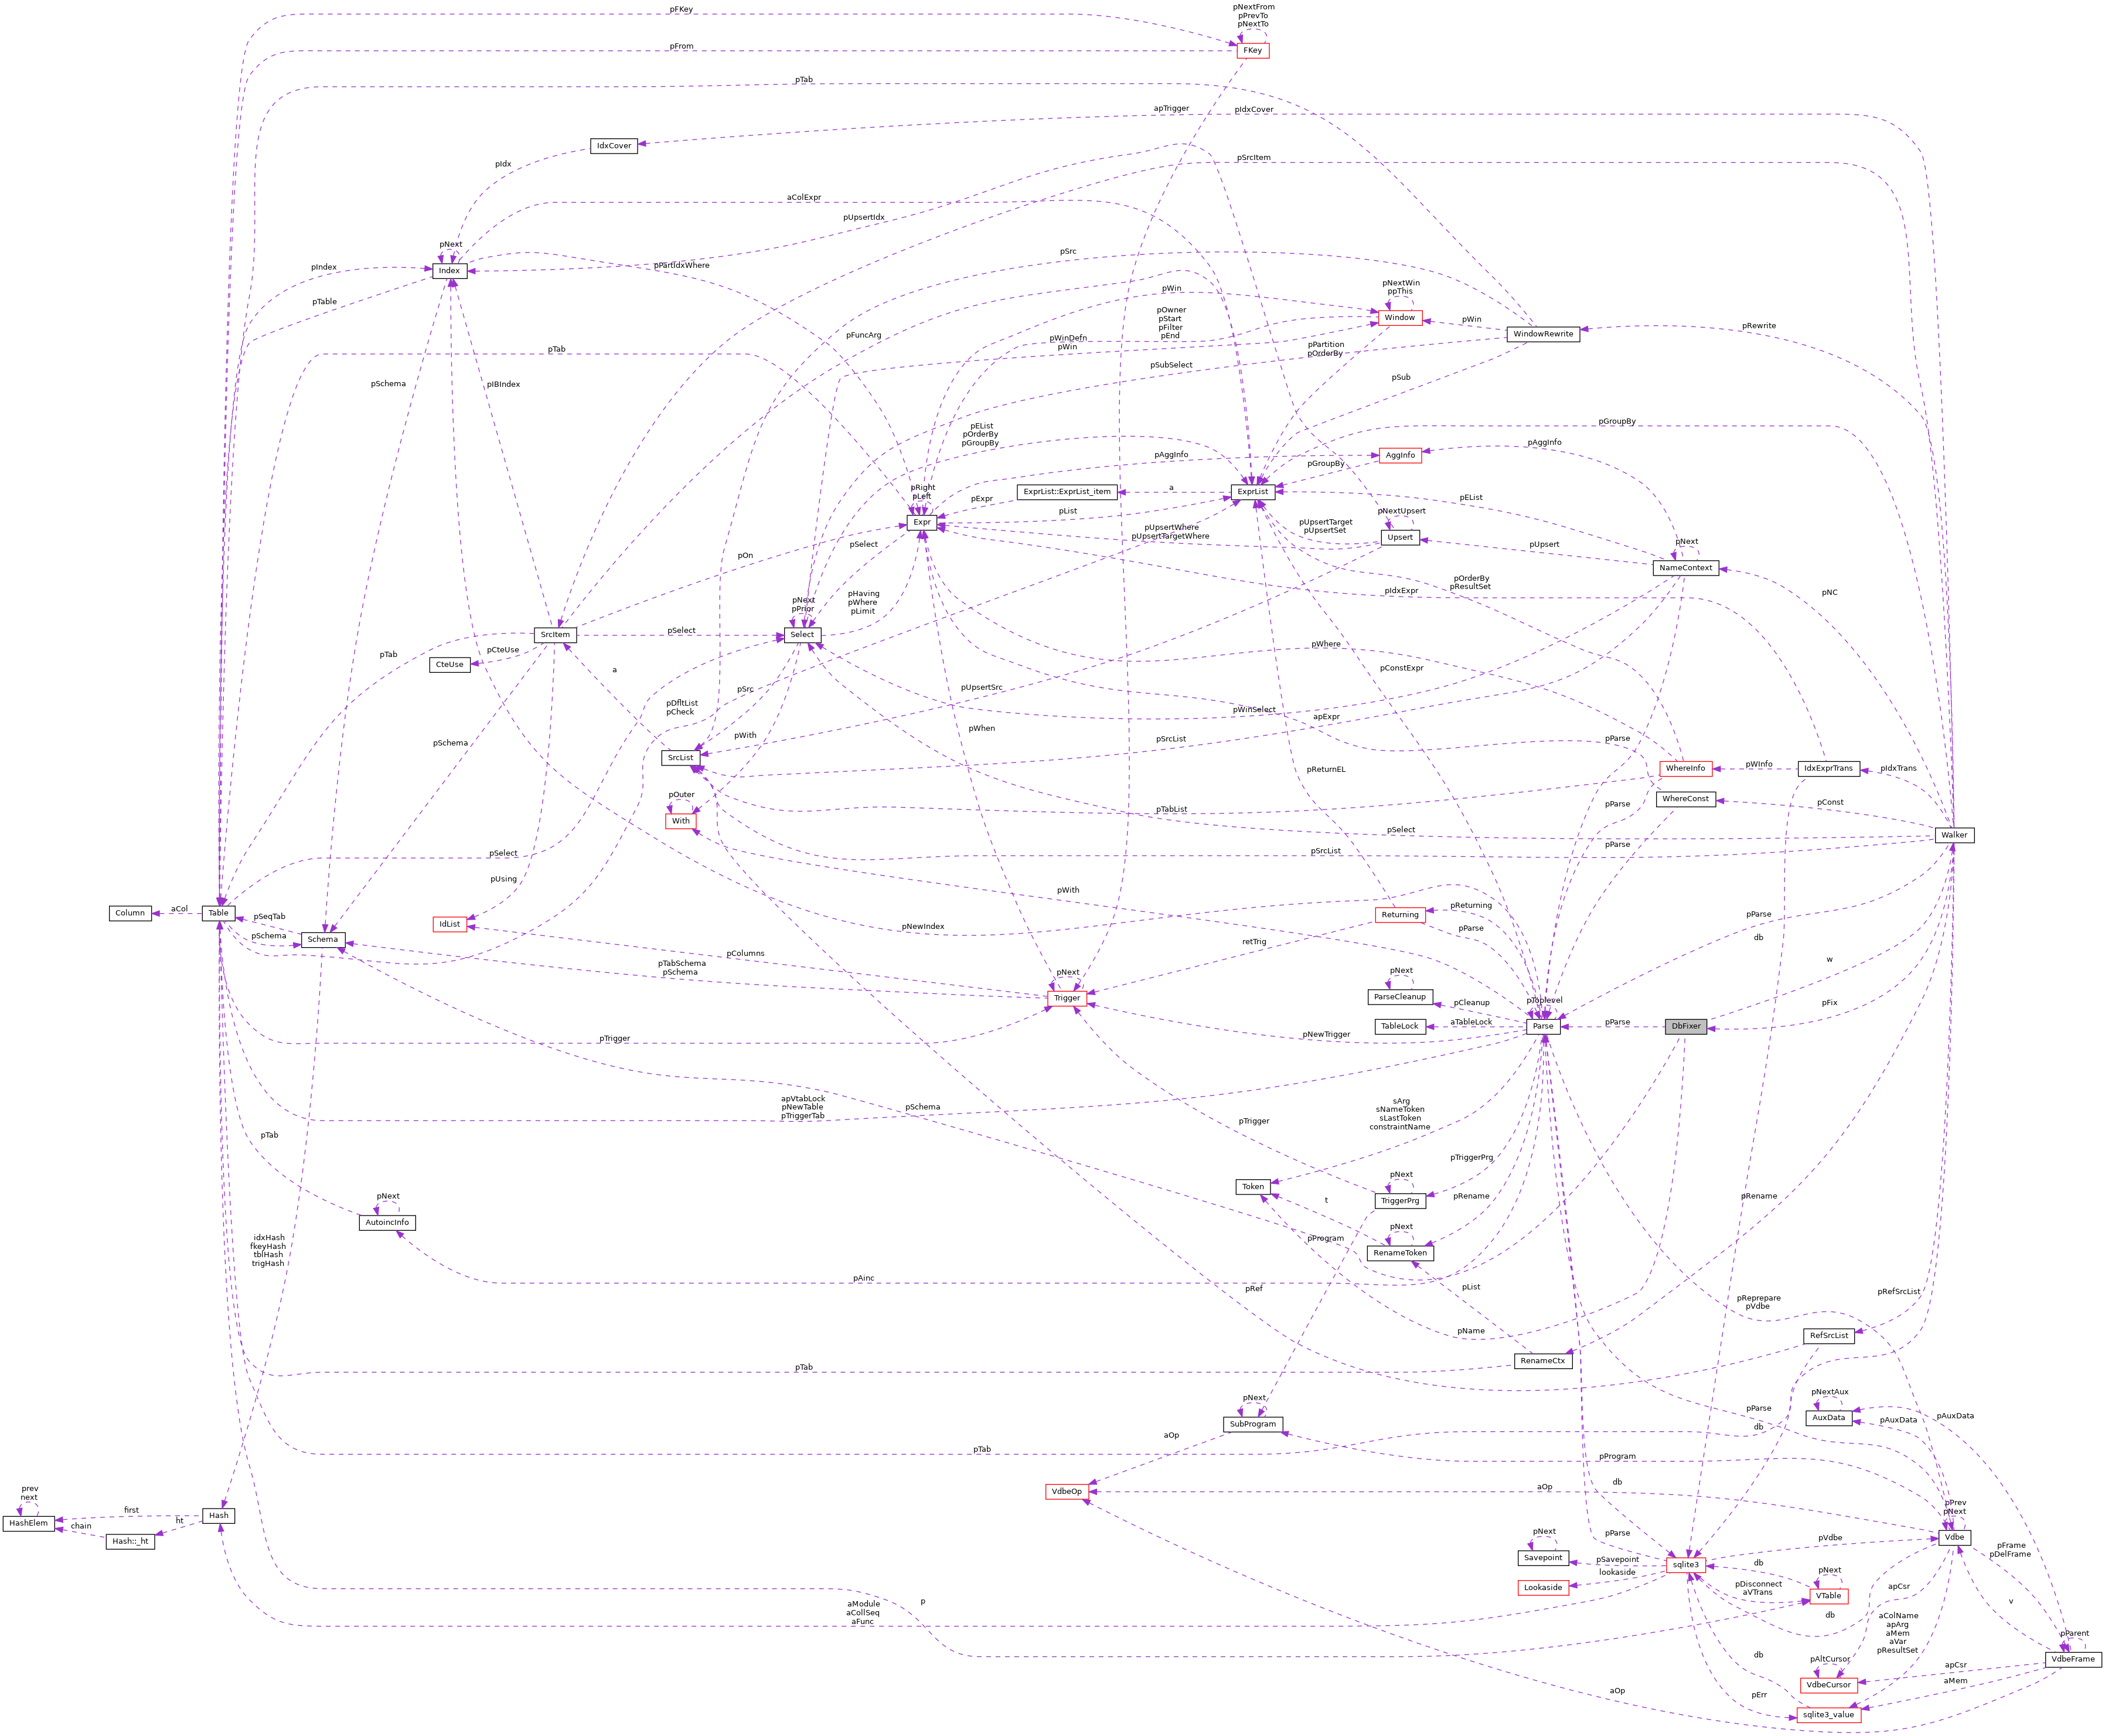 pFKey
pNextFrom
pPrevTo
pNextTo
pFrom
FKey
pTab
apTrigger
pIdxCover
IdxCover
pIdx
pSrcItem
aColExpr
pUpsertIdx
pNext
Index
pIndex
pPartIdxWhere
pSrc
pNextWin
ppThis
pWin
Window
pOwner
pStart
pFilter
pEnd
pWin
WindowRewrite
pRewrite
pTable
pFuncArg
pWinDefn
pWin
pPartition
pOrderBy
pTab
pSubSelect
pSub
pSchema
pIBIndex
pEList
pOrderBy
pGroupBy
pGroupBy
pAggInfo
AggInfo
pAggInfo
pGroupBy
pRight
pLeft
Expr
pExpr
ExprList::ExprList_item
a
ExprList
pEList
pList
pNextUpsert
Upsert
pUpsertTarget
pUpsertSet
pUpsertWhere
pUpsertTargetWhere
pUpsert
pNext
NameContext
pOn
pSelect
pOrderBy
pResultSet
pIdxExpr
pNC
pHaving
pWhere
pLimit
pNext
pPrior
Select
SrcItem
pSelect
pTab
pCteUse
CteUse
pWhere
pConstExpr
a
pSrc
pUpsertSrc
pDfltList
pCheck
pWinSelect
apExpr
pSchema
pWhen
pWith
pSrcList
pParse
SrcList
pReturnEL
WhereInfo
pWInfo
IdxExprTrans
pIdxTrans
pOuter
With
pTabList
pParse
WhereConst
pConst
Walker
pSelect
pSelect
pParse
pSrcList
pUsing
pWith
Column
aCol
Table
pSeqTab
pSchema
Schema
IdList
pNewIndex
Returning
pReturning
pParse
pParse
db
retTrig
pColumns
pTabSchema
pSchema
pNext
Trigger
w
pNext
ParseCleanup
pCleanup
pToplevel
Parse
pFix
TableLock
aTableLock
pParse
DbFixer
pTrigger
pNewTrigger
apVtabLock
pNewTable
pTriggerTab
pSchema
sArg
sNameToken
sLastToken
constraintName
pTrigger
pTab
pTriggerPrg
pNext
TriggerPrg
Token
t
pRename
pRename
pNext
AutoincInfo
idxHash
fkeyHash
tblHash
trigHash
pProgram
pNext
RenameToken
pAinc
pRef
pList
pReprepare
pVdbe
pRefSrcList
pName
RefSrcList
pTab
RenameCtx
pNext
SubProgram
pNextAux
AuxData
pAuxData
pAuxData
pParse
db
aOp
pTab
pProgram
VdbeOp
aOp
db
prev
next
HashElem
first
chain
Hash
ht
Hash::_ht
pPrev
pNext
Vdbe
pParse
pVdbe
pNext
Savepoint
pSavepoint
sqlite3
lookaside
Lookaside
db
pNext
VTable
pDisconnect
aVTrans
pFrame
pDelFrame
apCsr
v
p
aModule
aCollSeq
aFunc
db
aColName
apArg
aMem
aVar
pResultSet
pParent
VdbeFrame
db
pAltCursor
VdbeCursor
apCsr
aMem
aOp
pErr
sqlite3_value